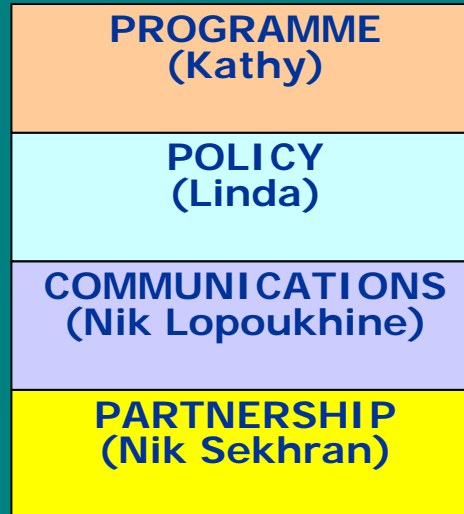 PROGRAMME
(Kathy)
POLICY
(Linda)
COMMUNICATIONS
(Nik Lopoukhine)
PARTNERSHIP
(Nik Sekhran)